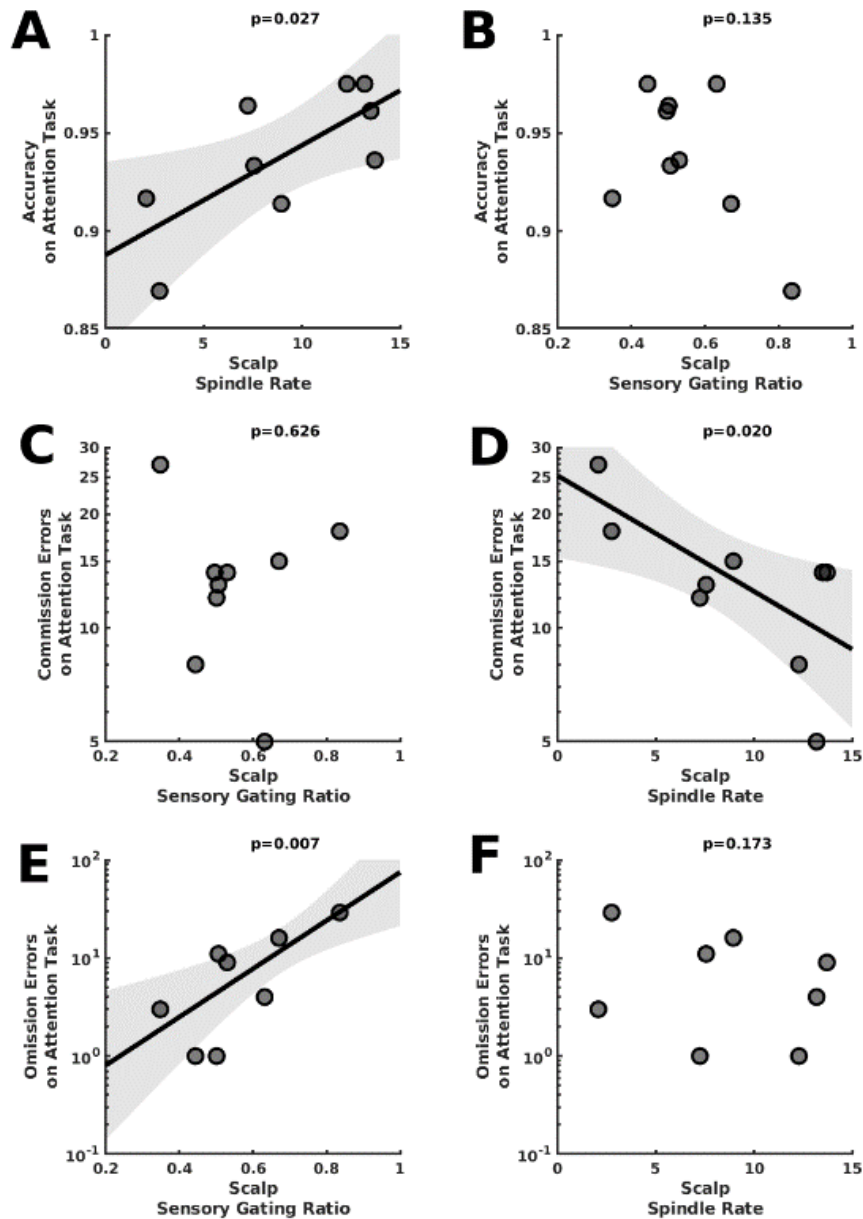 A
p=0.027
1
0.95
0.9
0.85
Accuracy
on Attention Task
0 5 10 15
Scalp
Spindle Rate
B
p=0.135
1
0.95
0.9
0.85
Accuracy
on Attention Task
0.2 0.4 0.6 0.8 1
Scalp
Sensory Gating Ratio
C
p=0.626
30
25
20
15
10
5
Commission Errors
on Attention Task
0.2 0.4 0.6 0.8 1
Scalp
Sensory Gating Ratio
D
p=0.020
30
25
20
15
10
5
Commission Errors
on Attention Task
0 5 10 15
Scalp
Spindle Rate
E
p=0.007
10²
10¹
10⁰
10⁻¹
Omission Errors
on Attention Task
0.2 0.4 0.6 0.8 1
Scalp
Sensory Gating Ratio
F
p=0.173
10²
10¹
10⁰
10⁻¹
Omission Errors
on Attention Task
0 5 10 15
Scalp
Spindle Rate